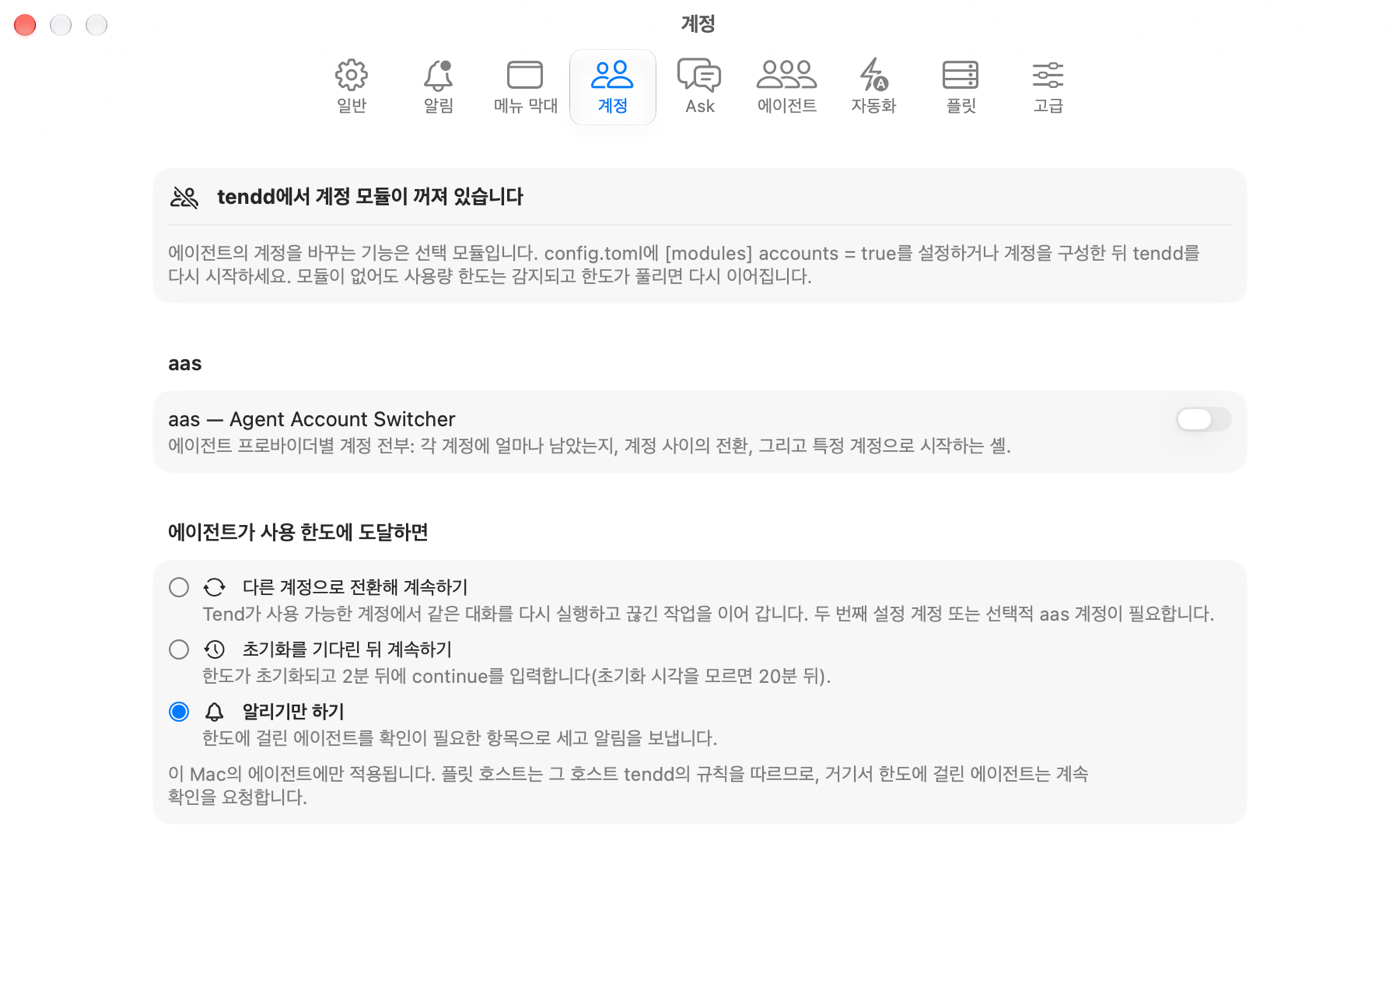 계정
일반
알림
메뉴 막대
계정
Ask
에이전트
자동화
플릿
고급
tendd에서 계정 모듈이 꺼져 있습니다
에이전트의 계정을 바꾸는 기능은 선택 모듈입니다. config.toml에 [modules] accounts = true를 설정하거나 계정을 구성한 뒤 tendd를
다시 시작하세요. 모듈이 없어도 사용량 한도는 감지되고 한도가 풀리면 다시 이어집니다.
aas
aas — Agent Account Switcher
에이전트 프로바이더별 계정 전부: 각 계정에 얼마나 남았는지, 계정 사이의 전환, 그리고 특정 계정으로 시작하는 셸.
에이전트가 사용 한도에 도달하면
다른 계정으로 전환해 계속하기
Tend가 사용 가능한 계정에서 같은 대화를 다시 실행하고 끊긴 작업을 이어 갑니다. 두 번째 설정 계정 또는 선택적 aas 계정이 필요합니다.
초기화를 기다린 뒤 계속하기
한도가 초기화되고 2분 뒤에 continue를 입력합니다(초기화 시각을 모르면 20분 뒤).
알리기만 하기
한도에 걸린 에이전트를 확인이 필요한 항목으로 세고 알림을 보냅니다.
이 Mac의 에이전트에만 적용됩니다. 플릿 호스트는 그 호스트 tendd의 규칙을 따르므로, 거기서 한도에 걸린 에이전트는 계속
확인을 요청합니다.